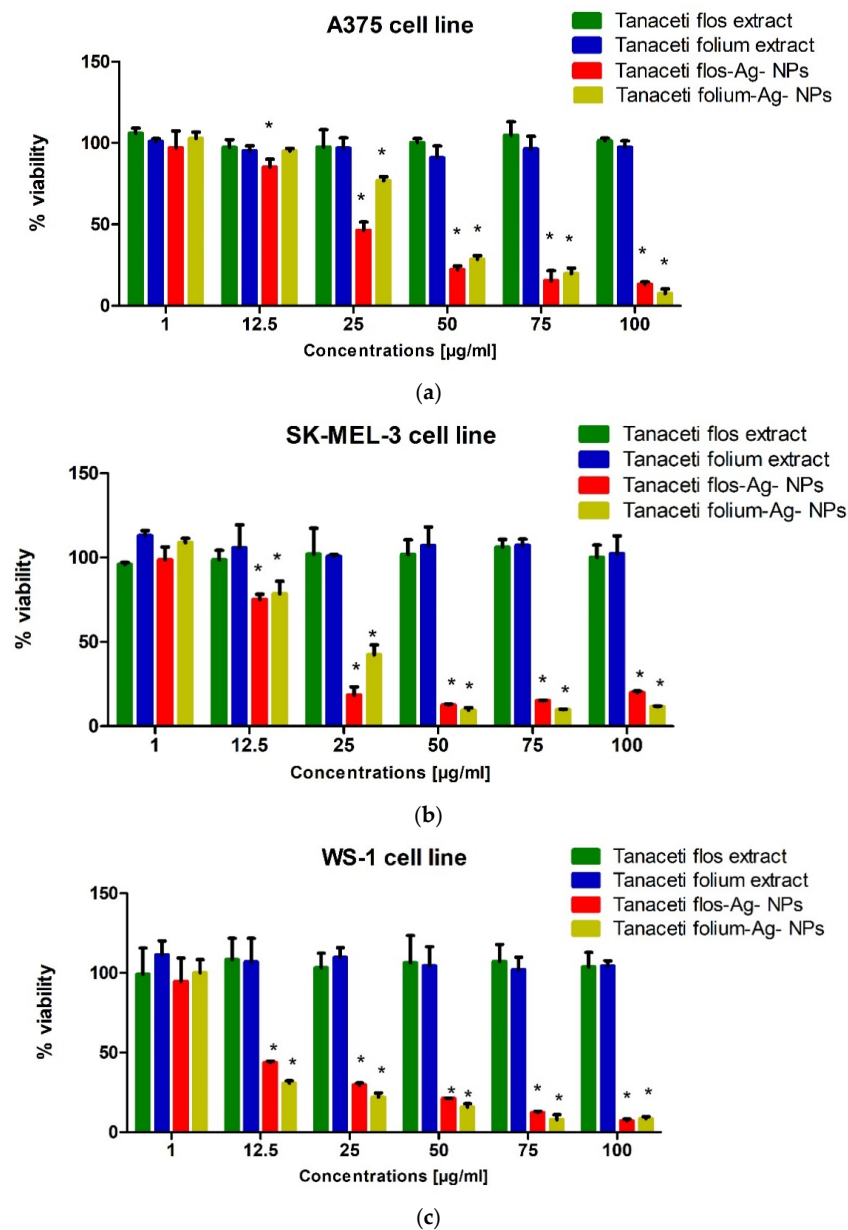 A375 cell line
Tanaceti flos extract
Tanaceti folium extract
Tanaceti flos-Ag- NPs
Tanaceti folium-Ag- NPs
% viability
150
100
50
0
*
* *
* *
* *
* *
1 12.5 25 50 75 100
Concentrations [µg/ml]
(a)
SK-MEL-3 cell line
Tanaceti flos extract
Tanaceti folium extract
Tanaceti flos-Ag- NPs
Tanaceti folium-Ag- NPs
% viability
150
100
50
0
* *
* *
* *
* *
* *
1 12.5 25 50 75 100
Concentrations [µg/ml]
(b)
WS-1 cell line
Tanaceti flos extract
Tanaceti folium extract
Tanaceti flos-Ag- NPs
Tanaceti folium-Ag- NPs
% viability
150
100
50
0
* *
* *
* *
* *
* *
1 12.5 25 50 75 100
Concentrations [µg/ml]
(c)